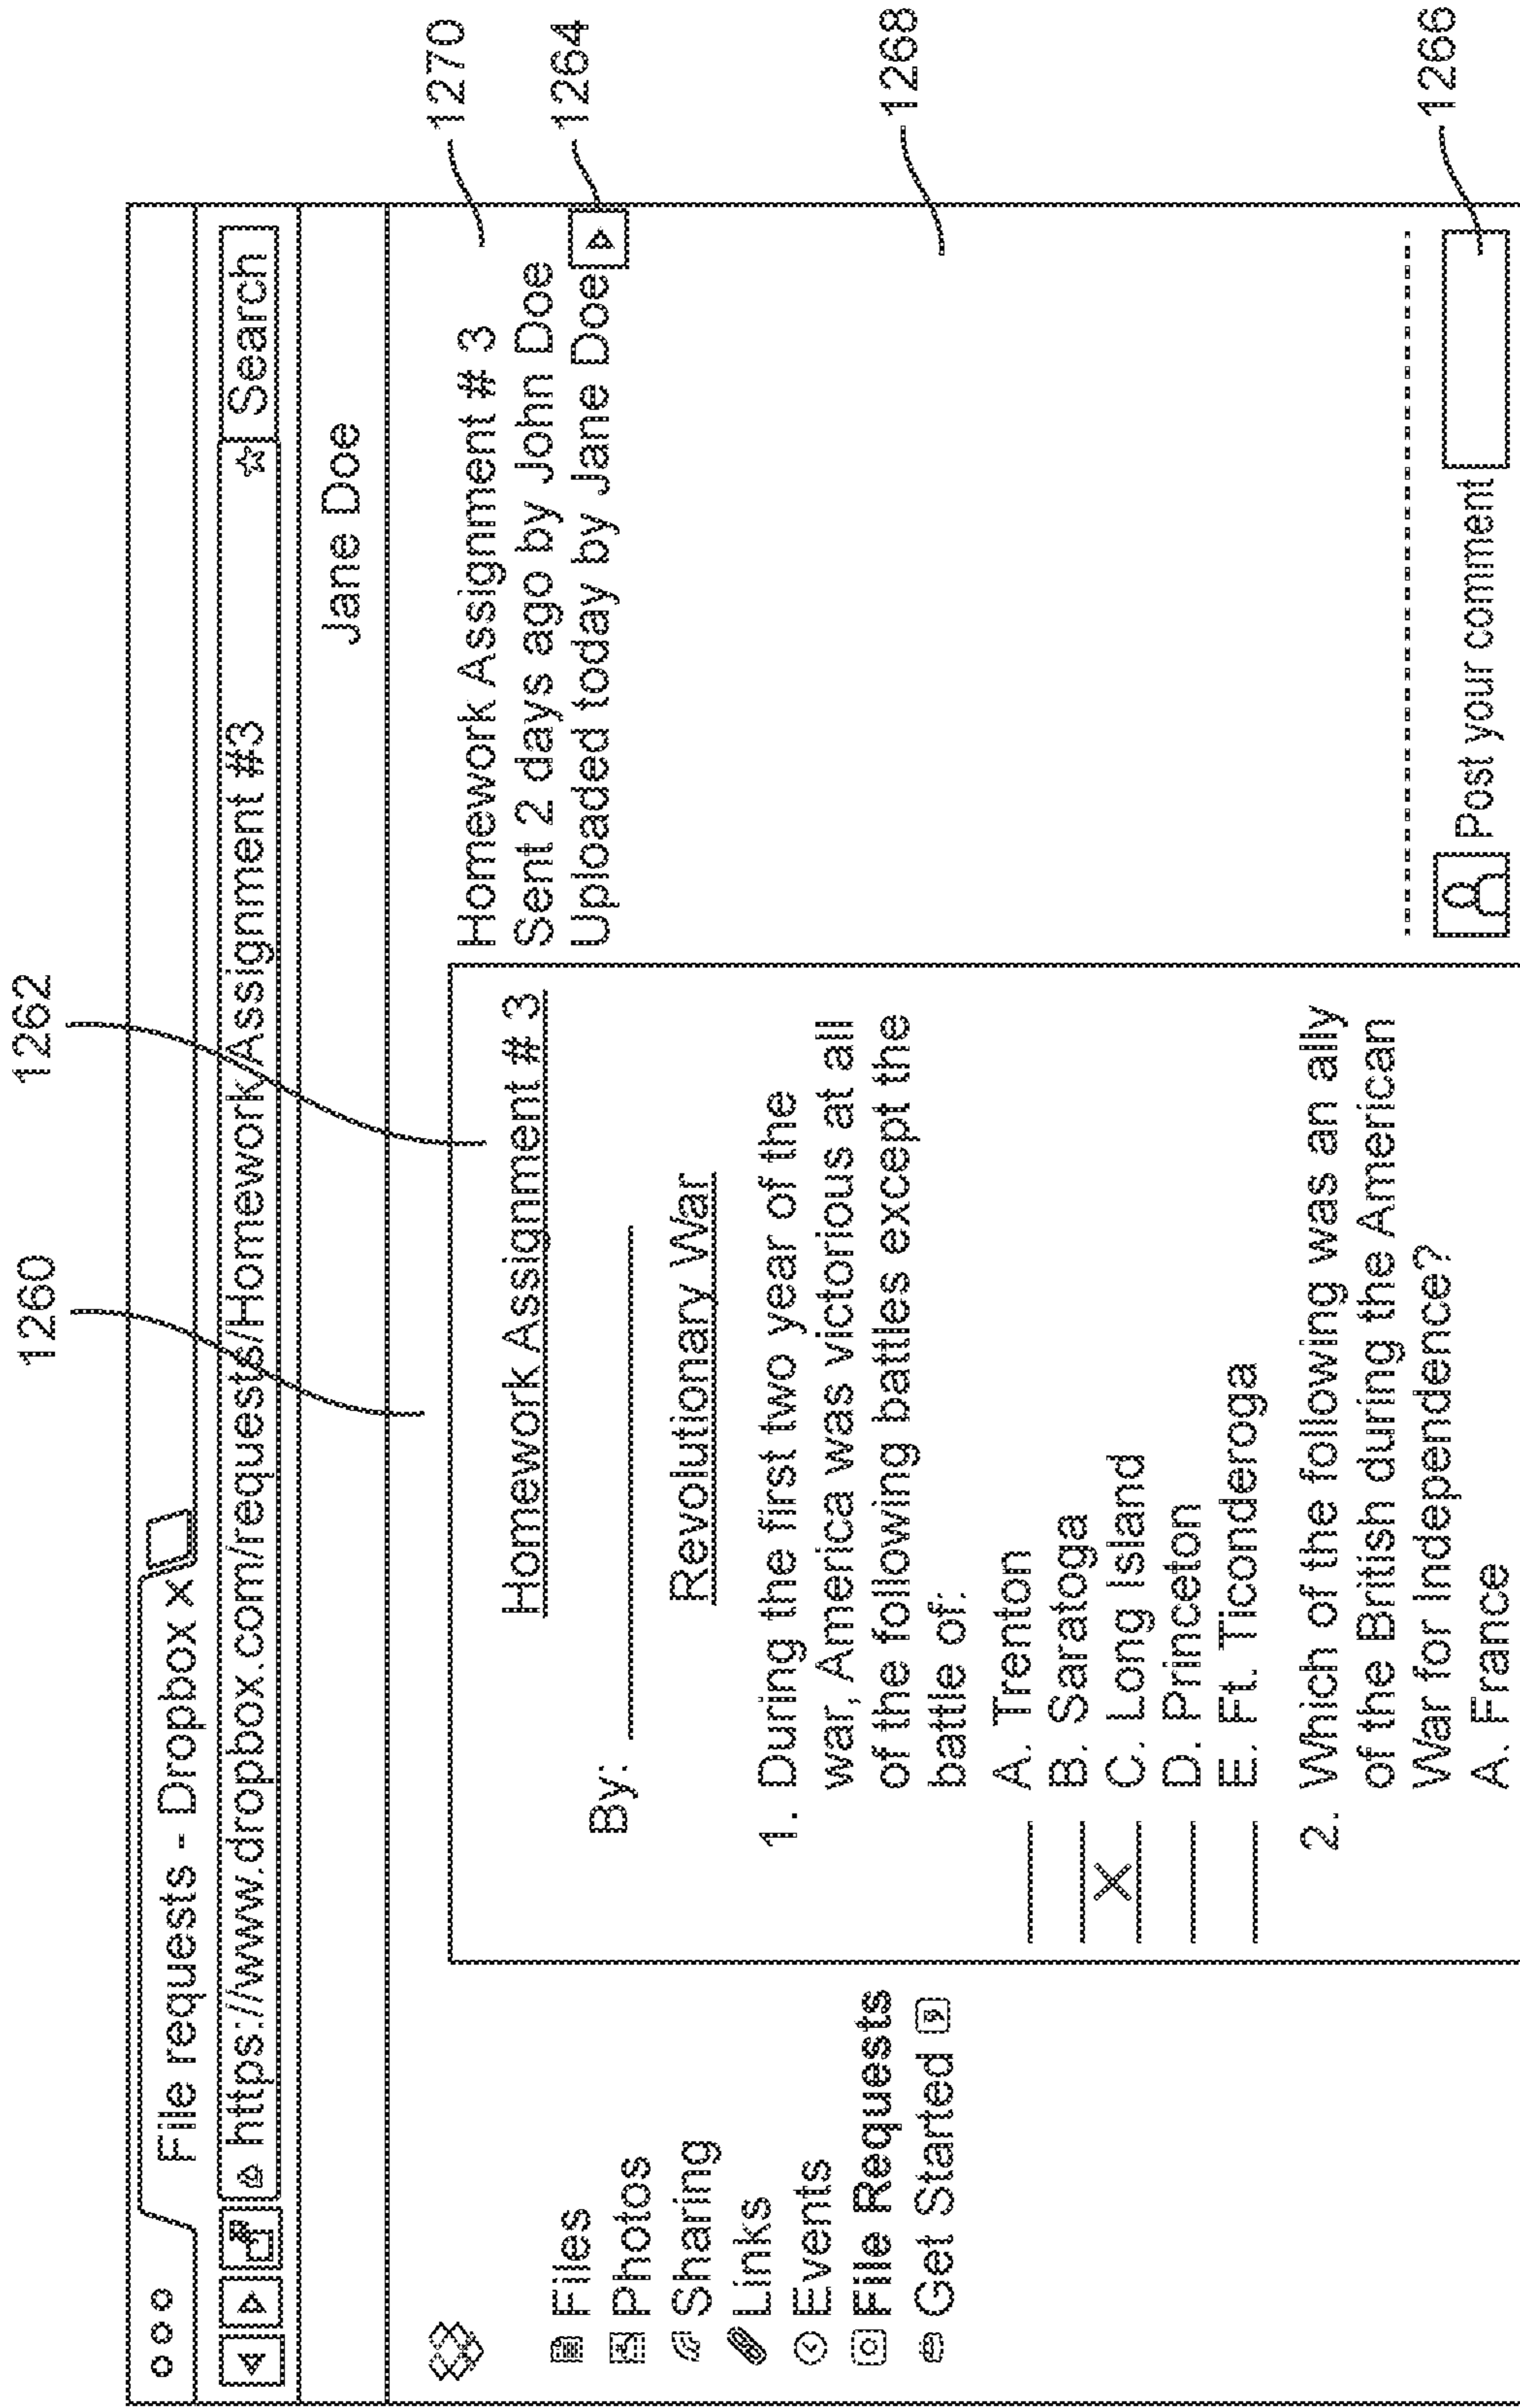 1260
1262
File requests - Dropbox x
https://www.dropbox.com/requests/Homework Assignment #3
Search
Jane Doe
Files
Photos
Sharing
Links
Events
File Requests
Get Started
Homework Assignment # 3
By:
Revolutionary War
1. During the first two year of the
war, America was victorious at all
of the following battles except the
battle of:
A. Trenton
B. Saratoga
X C. Long Island
D. Princeton
E. Ft. Ticonderoga
2. Which of the following was an ally
of the British during the American
War for Independence?
A. France
Homework Assignment # 3
Sent 2 days ago by John Doe
Uploaded today by Jane Doe
Post your comment
1270
1264
1268
1266